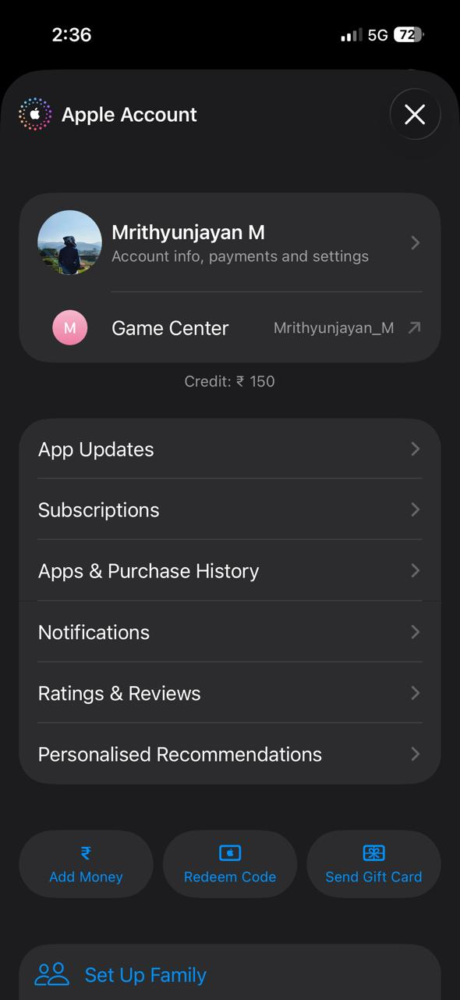 2:36
5G 72
Apple Account
Mrithyunjayan M
Account info, payments and settings
M
Game Center Mrithyunjayan_M
Credit: ₹ 150
App Updates
Subscriptions
Apps & Purchase History
Notifications
Ratings & Reviews
Personalised Recommendations
₹
Add Money Redeem Code Send Gift Card
Set Up Family